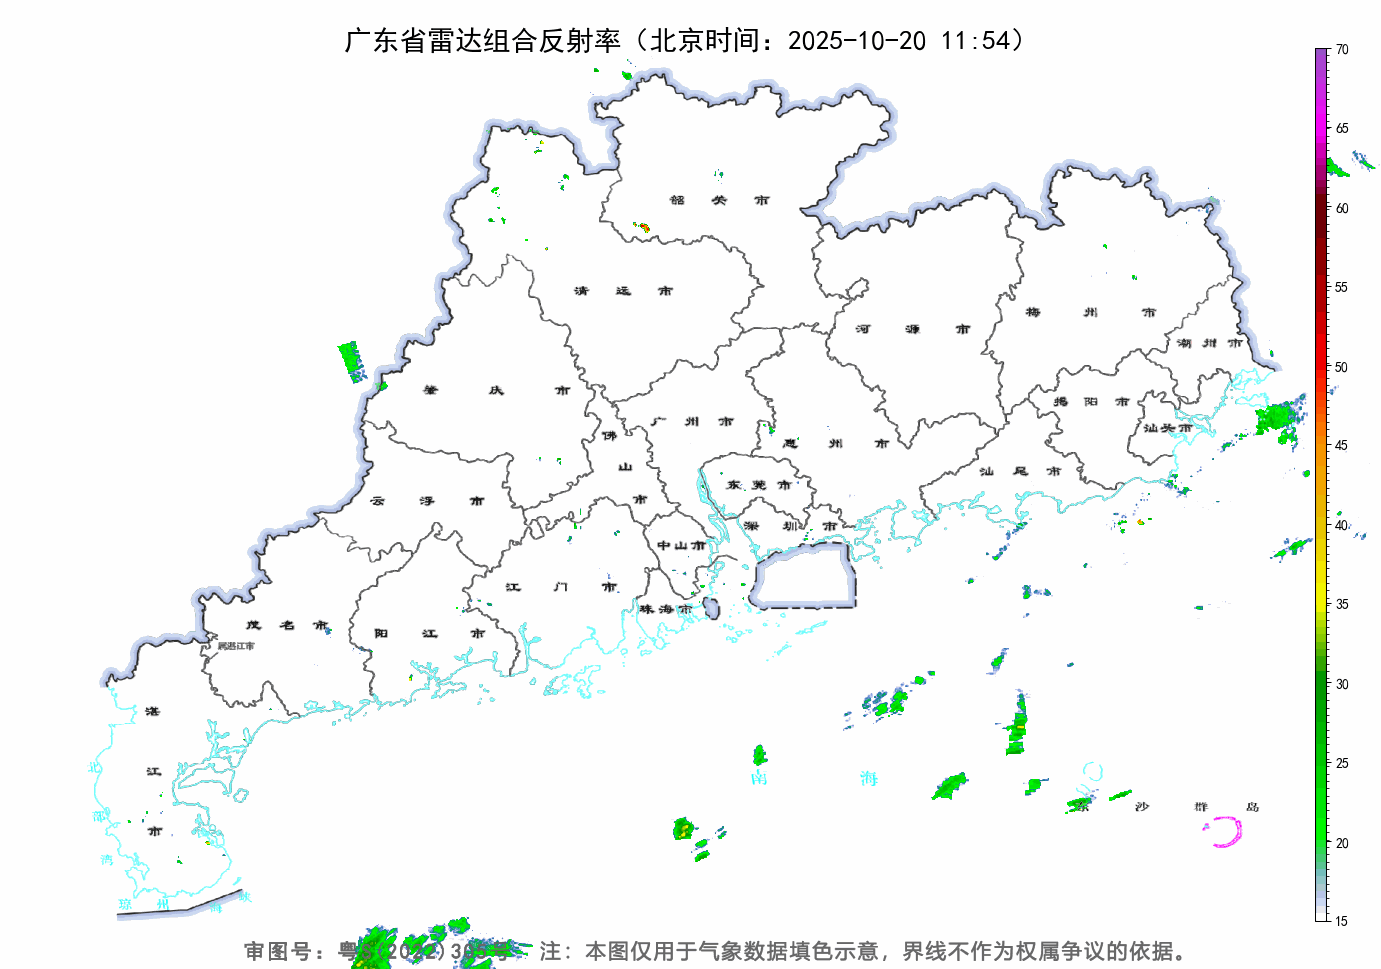 广东省雷达组合反射率（北京时间：2025-10-20 11:54）
70
65
60
55
50
45
40
35
30
25
20
15
韶 关 市
清 远 市
河 源 市
梅 州 市
潮 州 市
肇 庆 市
广 州 市
揭 阳 市
汕头市
佛
山
市
惠 州 市
汕 尾 市
云 浮 市
东 莞 市
深 圳 市
中山市
江 门 市
珠海市
茂 名 市
阳 江 市
属湛江市
湛
江
市
北
部
湾
琼 州 海 峡
南 海
东 沙 群 岛
审图号：粤S(2022)305号 注：本图仅用于气象数据填色示意，界线不作为权属争议的依据。